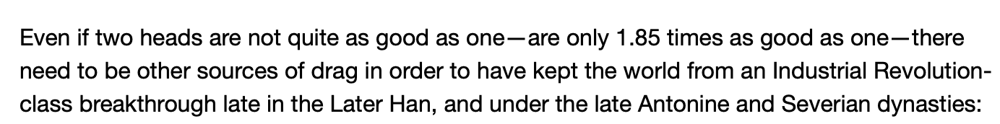 Even if two heads are not quite as good as one—are only 1.85 times as good as one—there
need to be other sources of drag in order to have kept the world from an Industrial Revolution-
class breakthrough late in the Later Han, and under the late Antonine and Severian dynasties: